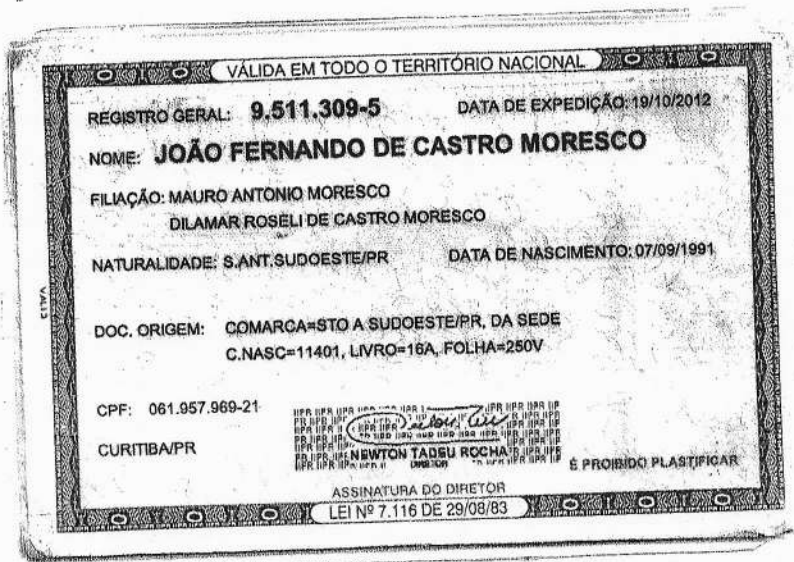 VÁLIDA EM TODO O TERRITÓRIO NACIONAL
REGISTRO GERAL: 9.511.309-5 DATA DE EXPEDIÇÃO: 19/10/2012
NOME: JOÃO FERNANDO DE CASTRO MORESCO
FILIAÇÃO: MAURO ANTONIO MORESCO
DILAMAR ROSELI DE CASTRO MORESCO
NATURALIDADE: S.ANT.SUDOESTE/PR DATA DE NASCIMENTO: 07/09/1991
DOC. ORIGEM: COMARCA=STO A SUDOESTE/PR, DA SEDE
C.NASC=11401, LIVRO=16A, FOLHA=250V
CPF: 061.957.969-21
CURITIBA/PR
NEWTON TADEU ROCHA
DIRETOR
É PROIBIDO PLASTIFICAR
ASSINATURA DO DIRETOR
LEI Nº 7.116 DE 29/08/83